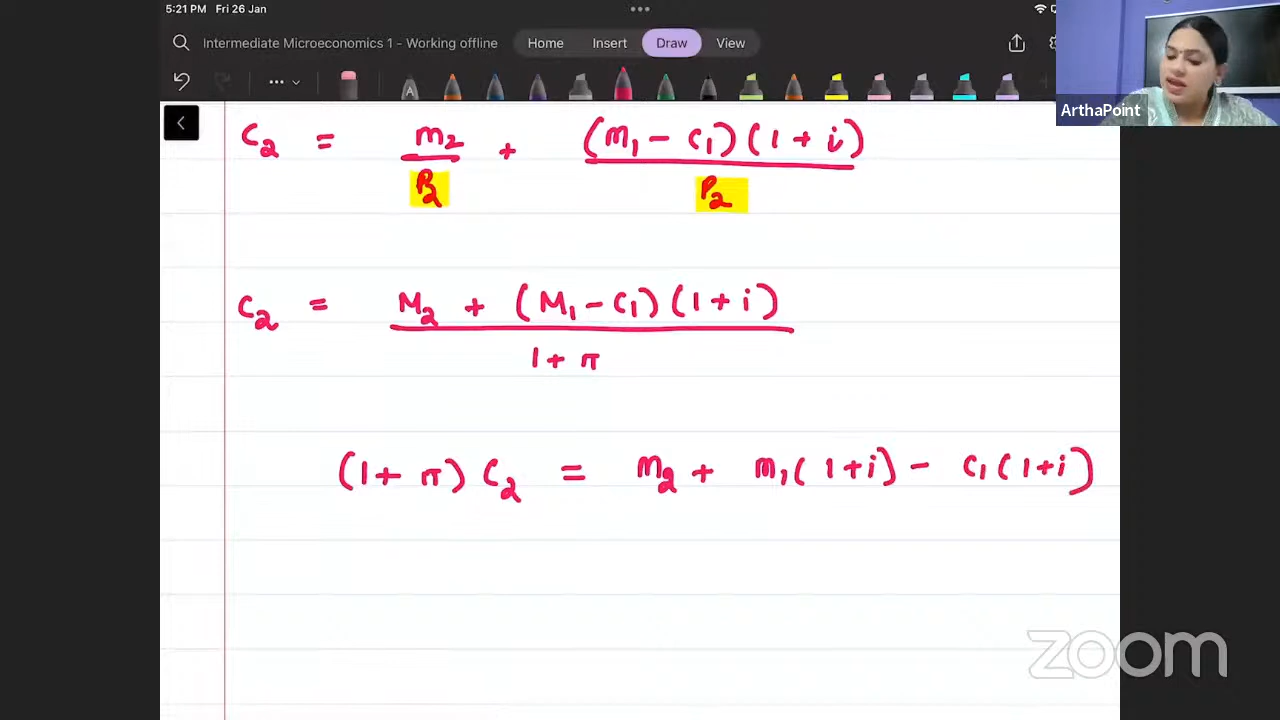 5:21 PM Fri 26 Jan
Intermediate Microeconomics 1 - Working offline Home Insert Draw View
A
ArthaPoint
C₂ = m₂/P₂ + (m₁ - C₁)(1 + i)/P₂
C₂ = M₂ + (M₁ - C₁)(1 + i)/1 + π
(1 + π) C₂ = m₂ + m₁(1+i) - C₁(1+i)
zoom